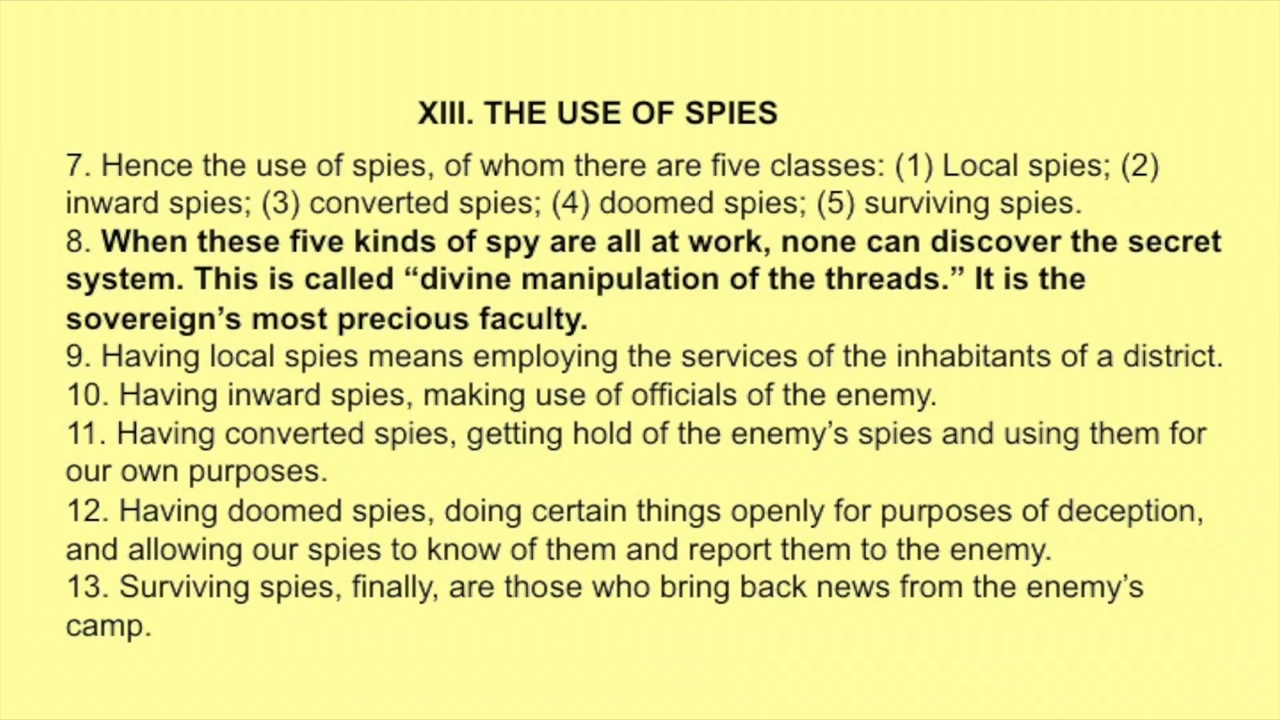 XIII. THE USE OF SPIES
7. Hence the use of spies, of whom there are five classes: (1) Local spies; (2)
inward spies; (3) converted spies; (4) doomed spies; (5) surviving spies.
8. When these five kinds of spy are all at work, none can discover the secret
system. This is called “divine manipulation of the threads.” It is the
sovereign’s most precious faculty.
9. Having local spies means employing the services of the inhabitants of a district.
10. Having inward spies, making use of officials of the enemy.
11. Having converted spies, getting hold of the enemy’s spies and using them for
our own purposes.
12. Having doomed spies, doing certain things openly for purposes of deception,
and allowing our spies to know of them and report them to the enemy.
13. Surviving spies, finally, are those who bring back news from the enemy’s
camp.